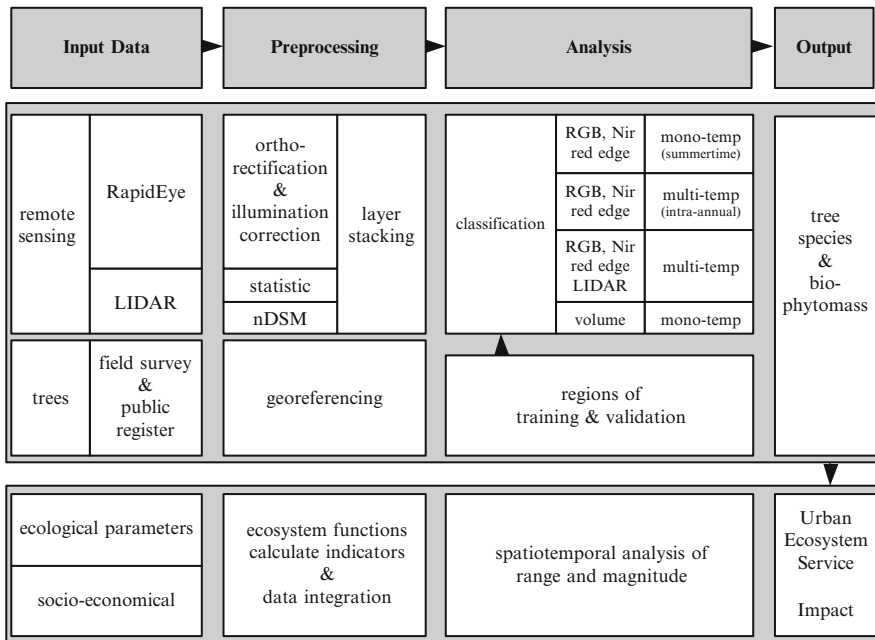 Input Data
Preprocessing
Analysis
Output
remote
sensing
RapidEye
LIDAR
ortho-
rectification
&
illumination
correction
statistic
nDSM
layer
stacking
classification
RGB, Nir
red edge
mono-temp
(summertime)
RGB, Nir
red edge
multi-temp
(intra-annual)
RGB, Nir
red edge
LIDAR
multi-temp
volume
mono-temp
tree
species
&
bio-
phytomass
trees
field survey
&
public
register
georeferencing
regions of
training & validation
ecological parameters
socio-economical
ecosystem functions
calculate indicators
&
data integration
spatiotemporal analysis of
range and magnitude
Urban
Ecosystem
Service
Impact